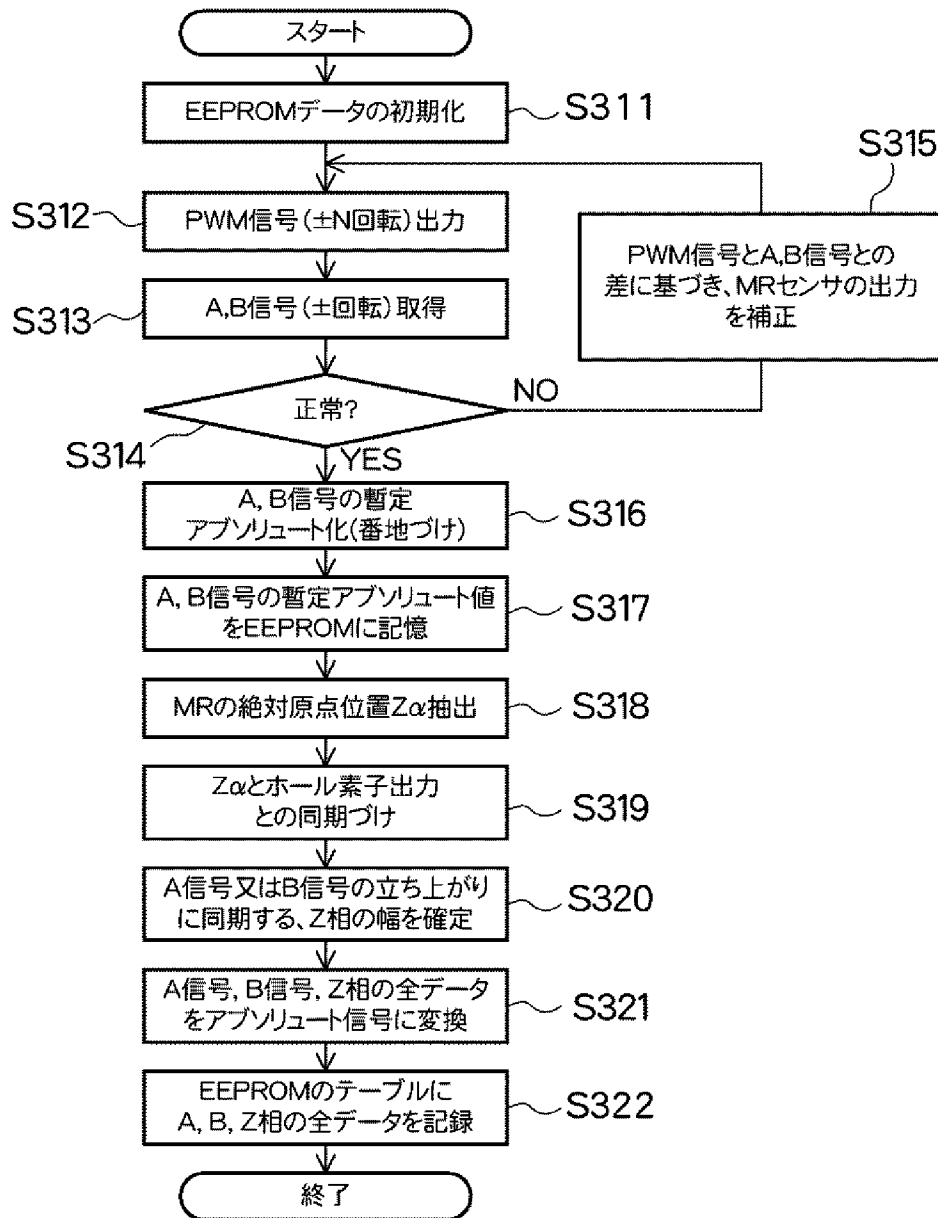 スタート
EEPROMデータの初期化
S311
S315
S312
PWM信号(±N回転)出力
PWM信号とA,B信号との
差に基づき、MRセンサの出力
を補正
S313
A,B信号(±回転)取得
正常?
NO
S314
YES
A, B信号の暫定
アブソリュート化(番地づけ)
S316
A, B信号の暫定アブソリュート値
をEEPROMに記憶
S317
MRの絶対原点位置Zα抽出
S318
Zαとホール素子出力
との同期づけ
S319
A信号又はB信号の立ち上がり
に同期する、Z相の幅を確定
S320
A信号, B信号, Z相の全データ
をアブソリュート信号に変換
S321
EEPROMのテーブルに
A, B, Z相の全データを記録
S322
終了